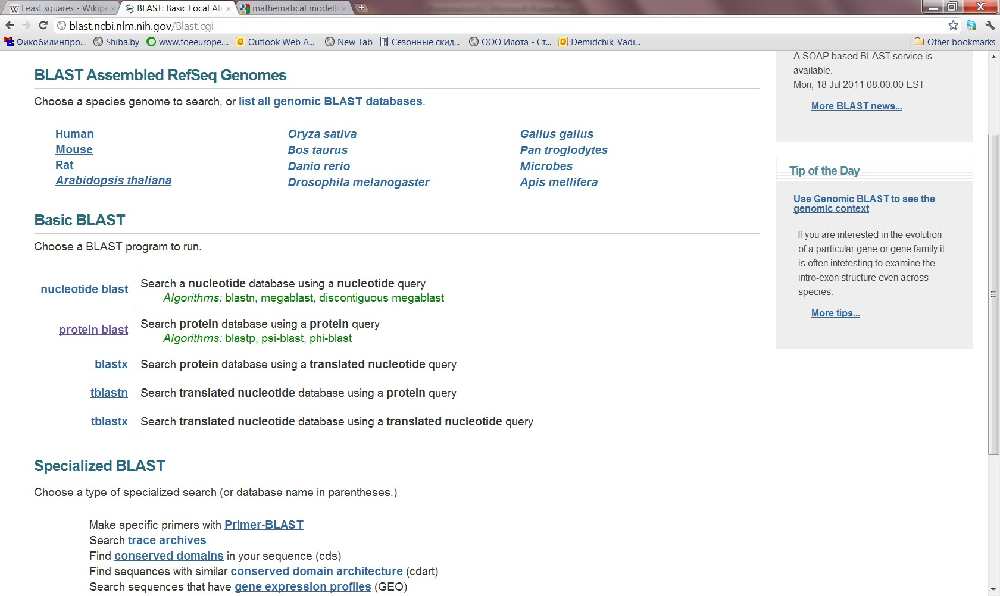 Least squares - Wikipe
BLAST: Basic Local Ali
mathematical modelli
blast.ncbi.nlm.nih.gov/Blast.cgi
Фикобилинпро...
Shiba.by
www.foeeurope....
Outlook Web A...
New Tab
Сезонные скид...
ООО Илота - Ст...
Demidchik, Vadi...
Other bookmarks
BLAST Assembled RefSeq Genomes
Choose a species genome to search, or list all genomic BLAST databases.
Human
Mouse
Rat
Arabidopsis thaliana
Oryza sativa
Bos taurus
Danio rerio
Drosophila melanogaster
Gallus gallus
Pan troglodytes
Microbes
Apis mellifera
Basic BLAST
Choose a BLAST program to run.
nucleotide blast
Search a nucleotide database using a nucleotide query
Algorithms: blastn, megablast, discontiguous megablast
protein blast
Search protein database using a protein query
Algorithms: blastp, psi-blast, phi-blast
blastx
Search protein database using a translated nucleotide query
tblastn
Search translated nucleotide database using a protein query
tblastx
Search translated nucleotide database using a translated nucleotide query
Specialized BLAST
Choose a type of specialized search (or database name in parentheses.)
Make specific primers with Primer-BLAST
Search trace archives
Find conserved domains in your sequence (cds)
Find sequences with similar conserved domain architecture (cdart)
Search sequences that have gene expression profiles (GEO)
A SOAP based BLAST service is
available.
Mon, 18 Jul 2011 08:00:00 EST
More BLAST news...
Tip of the Day
Use Genomic BLAST to see the
genomic context
If you are interested in the evolution
of a particular gene or gene family it
is often intetesting to examine the
intro-exon structure even across
species.
More tips...